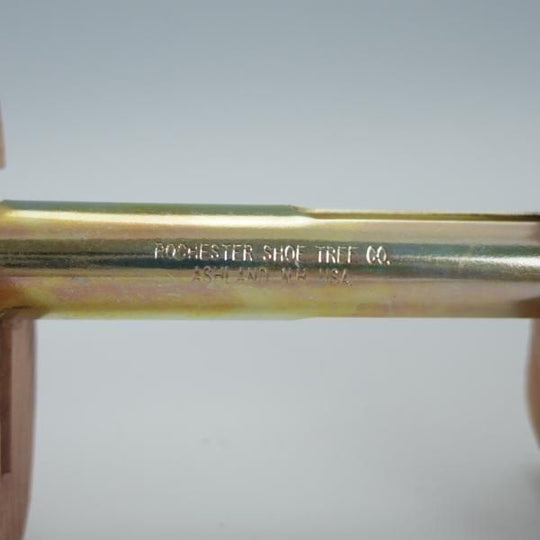 ROCHESTER SHOE TREE CO.
ASHLAND N.H. USA